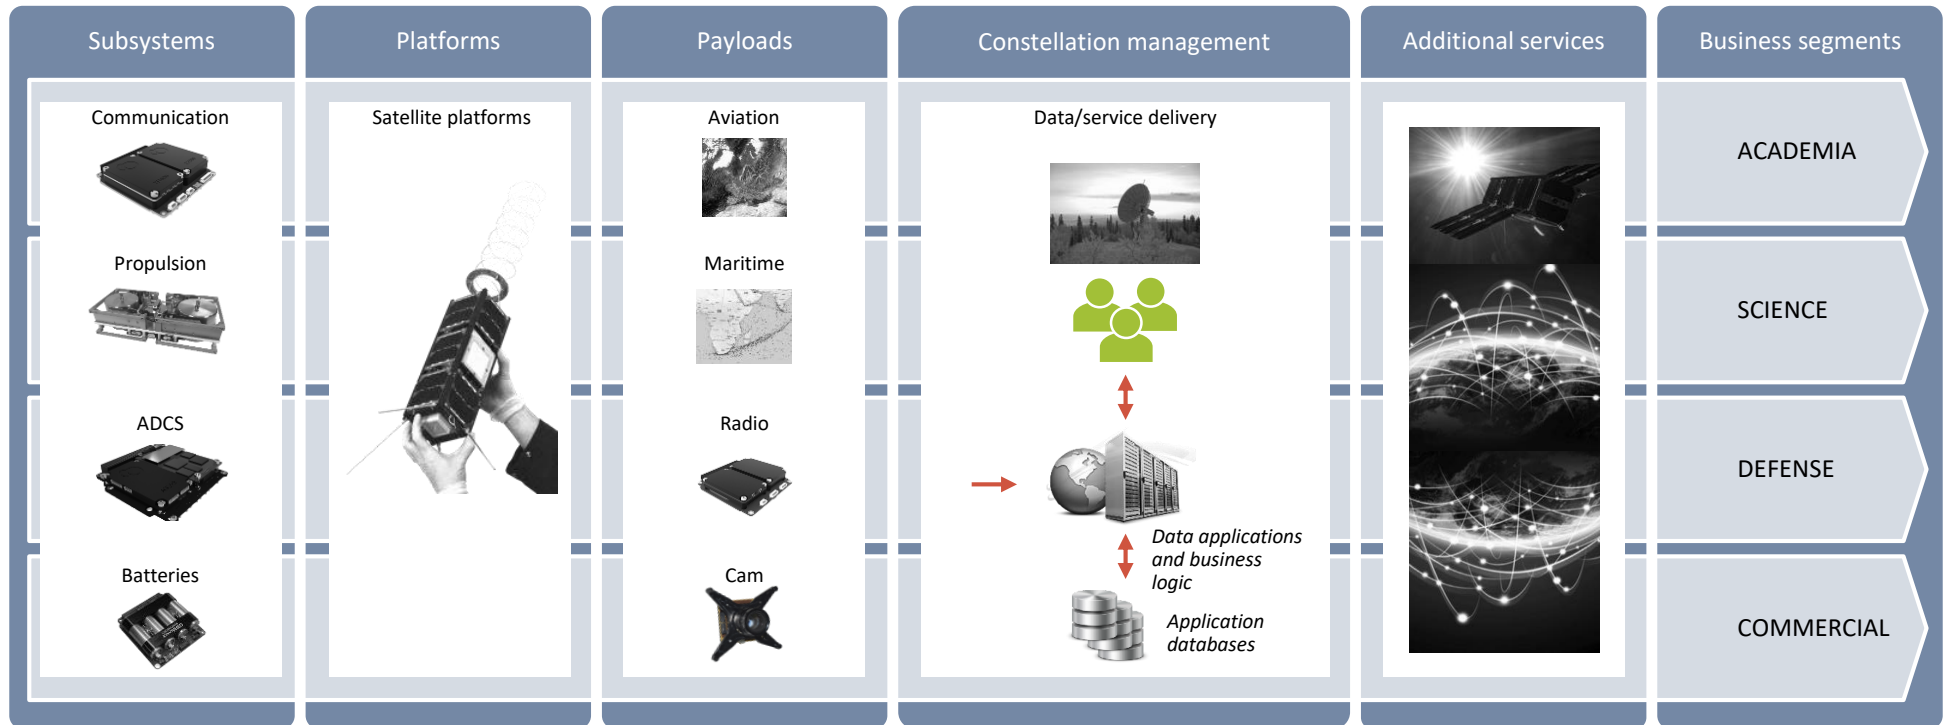 Subsystems
Platforms
Payloads
Constellation management
Additional services
Business segments
Communication
Propulsion
ADCS
Batteries
Satellite platforms
Aviation
Maritime
Radio
Cam
Data/service delivery
Data applications
and business
logic
Application
databases
ACADEMIA
SCIENCE
DEFENSE
COMMERCIAL